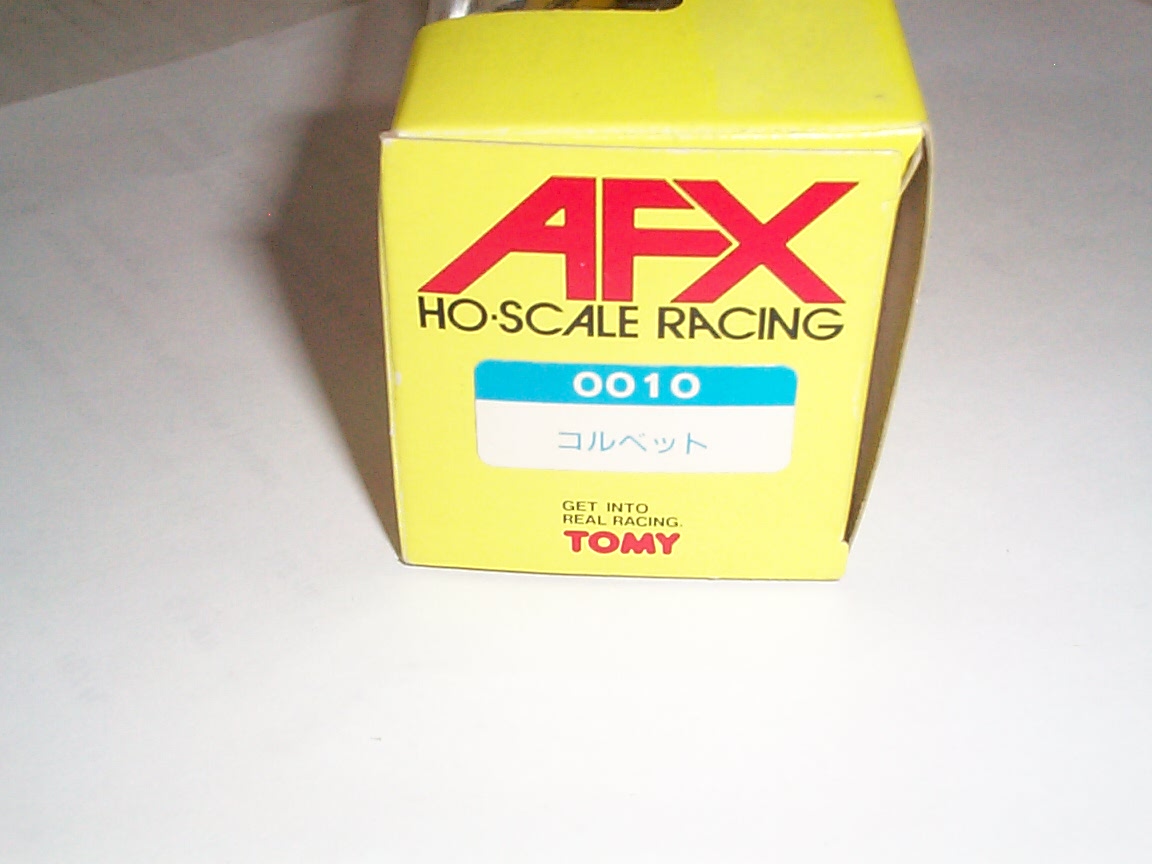 AFX
HO·SCALE RACING
0010
コルベット
GET INTO
REAL RACING.
TOMY